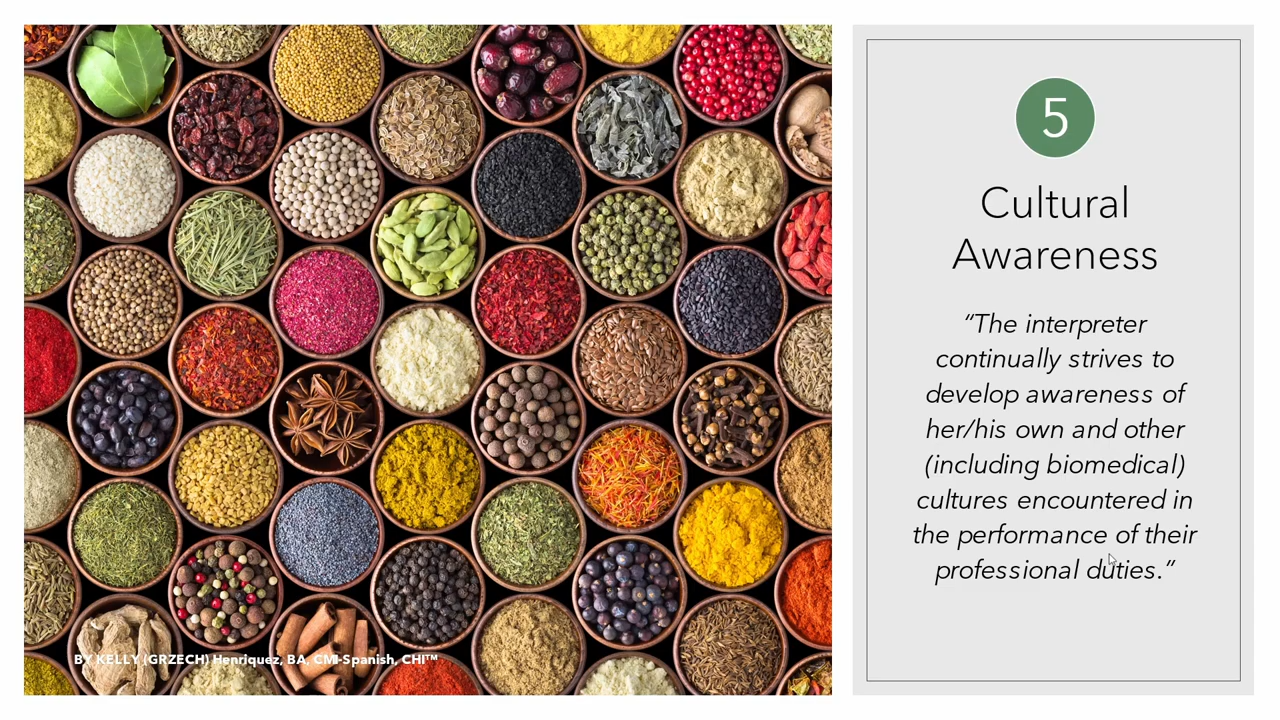 5
Cultural
Awareness
“The interpreter
continually strives to
develop awareness of
her/his own and other
(including biomedical)
cultures encountered in
the performance of their
professional duties.”
BY KELLY (GRZECH) Henriquez, BA, CMI-Spanish, CHI™